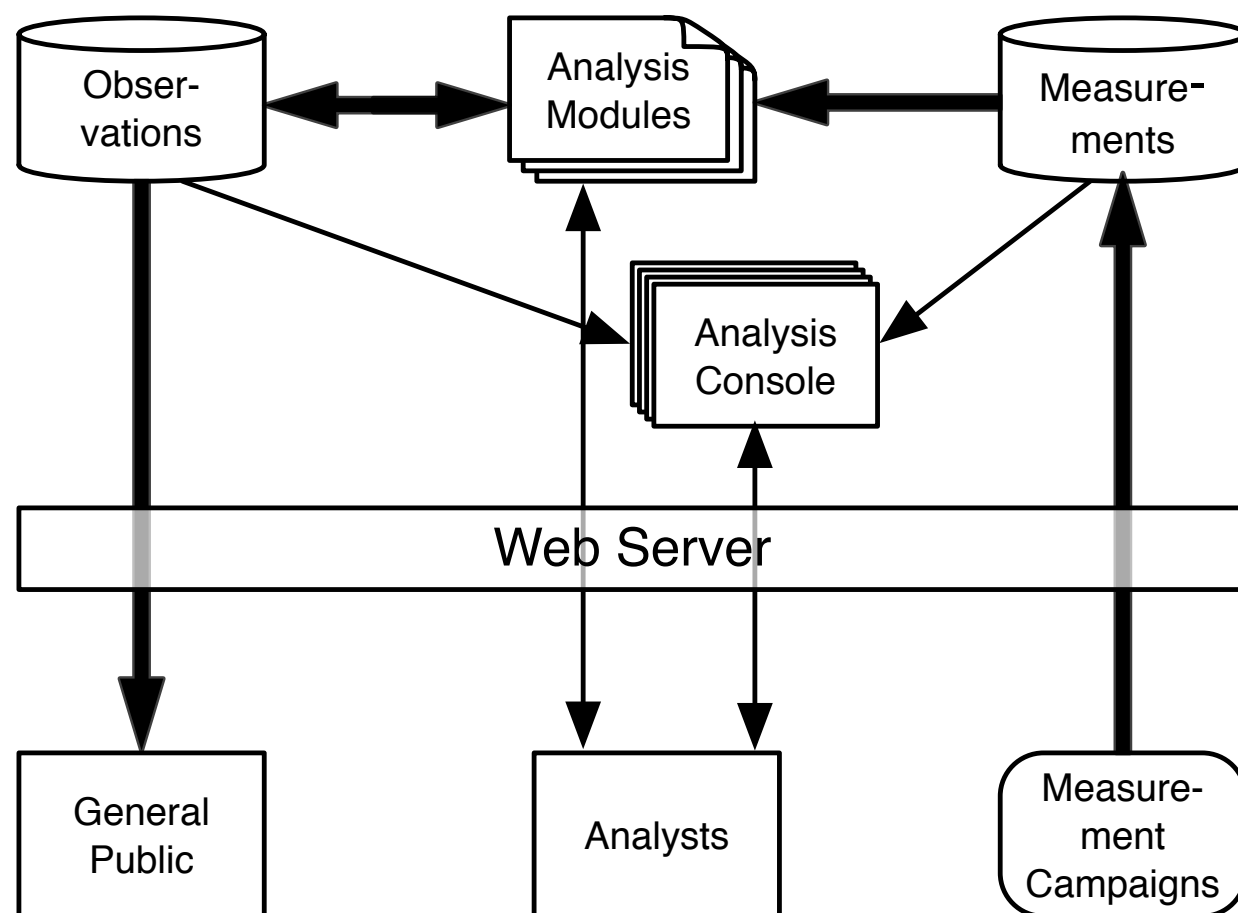 Obser-
vations
Analysis
Modules
Measure-
ments
Analysis
Console
Web Server
General
Public
Analysts
Measure-
ment
Campaigns